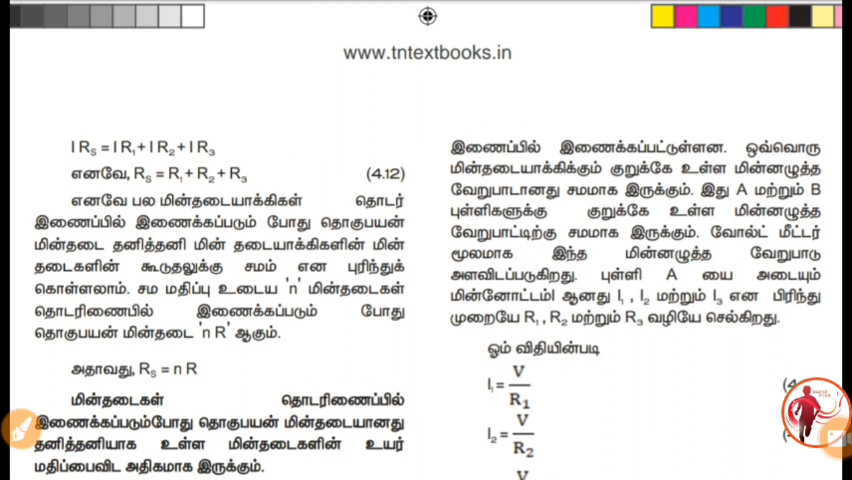 www.tntextbooks.in
I R_S = I R₁ + I R₂ + I R₃
எனவே, R_S = R₁ + R₂ + R₃ (4.12)
எனவே பல மின்தடையாக்கிகள் தொடர்
இணைப்பில் இணைக்கப்படும் போது தொகுபயன்
மின்தடை தனித்தனி மின் தடையாக்கிகளின் மின்
தடைகளின் கூடுதலுக்கு சமம் என புரிந்துக்
கொள்ளலாம். சம மதிப்பு உடைய 'n' மின்தடைகள்
தொடரிணைபில் இணைக்கப்படும் போது
தொகுபயன் மின்தடை 'n R' ஆகும்.
அதாவது, R_S = n R
மின்தடைகள் தொடரிணைப்பில்
இணைக்கப்படும்போது தொகுபயன் மின்தடையானது
தனித்தனியாக உள்ள மின்தடைகளின் உயர்
மதிப்பைவிட அதிகமாக இருக்கும்.
இணைப்பில் இணைக்கப்பட்டுள்ளன. ஒவ்வொரு
மின்தடையாக்கிக்கும் குறுக்கே உள்ள மின்னழுத்த
வேறுபாடானது சமமாக இருக்கும். இது A மற்றும் B
புள்ளிகளுக்கு குறுக்கே உள்ள மின்னழுத்த
வேறுபாட்டிற்கு சமமாக இருக்கும். வோல்ட் மீட்டர்
மூலமாக இந்த மின்னழுத்த வேறுபாடு
அளவிடப்படுகிறது. புள்ளி A யை அடையும்
மின்னோட்டம்I ஆனது I₁ , I₂ மற்றும் I₃ என பிரிந்து
முறையே R₁ , R₂ மற்றும் R₃ வழியே செல்கிறது.
ஓம் விதியின்படி
I₁ = V/R₁
I₂ = V/R₂
V